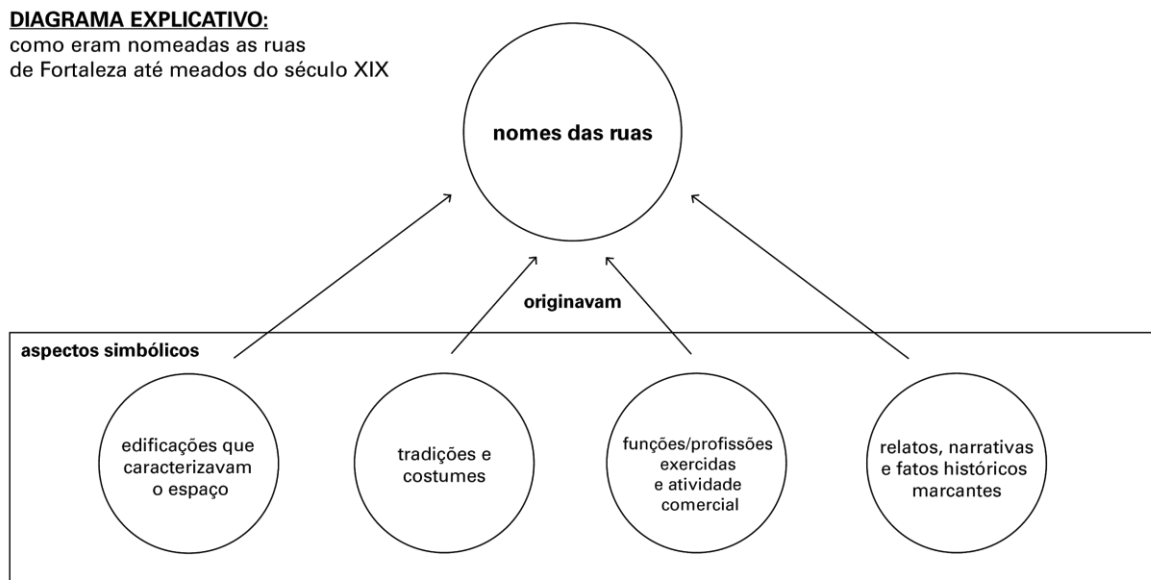 DIAGRAMA EXPLICATIVO:
como eram nomeadas as ruas
de Fortaleza até meados do século XIX
nomes das ruas
originavam
aspectos simbólicos
edificações que
caracterizavam
o espaço
tradições e
costumes
funções/profissões
exercidas
e atividade
comercial
relatos, narrativas
e fatos históricos
marcantes